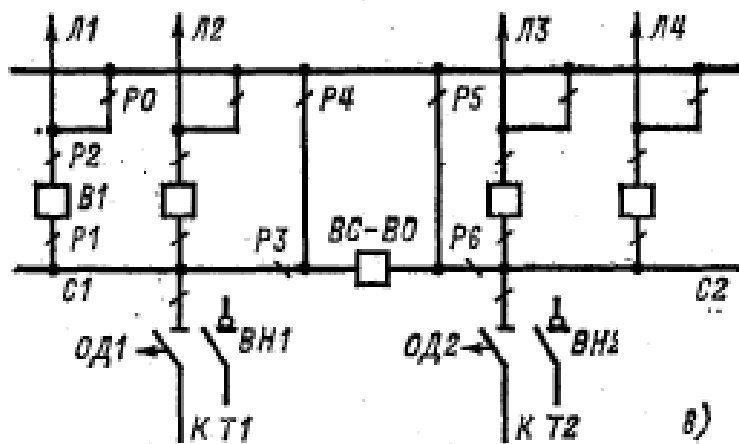 Л1 Л2 Л3 Л4
Р0 Р4 Р5
Р2
В1 ВС-ВО
Р1 Р3 Р6
С1 С2
ОД1 ВН1 ОД2 ВН2
К Т1 К Т2 в)